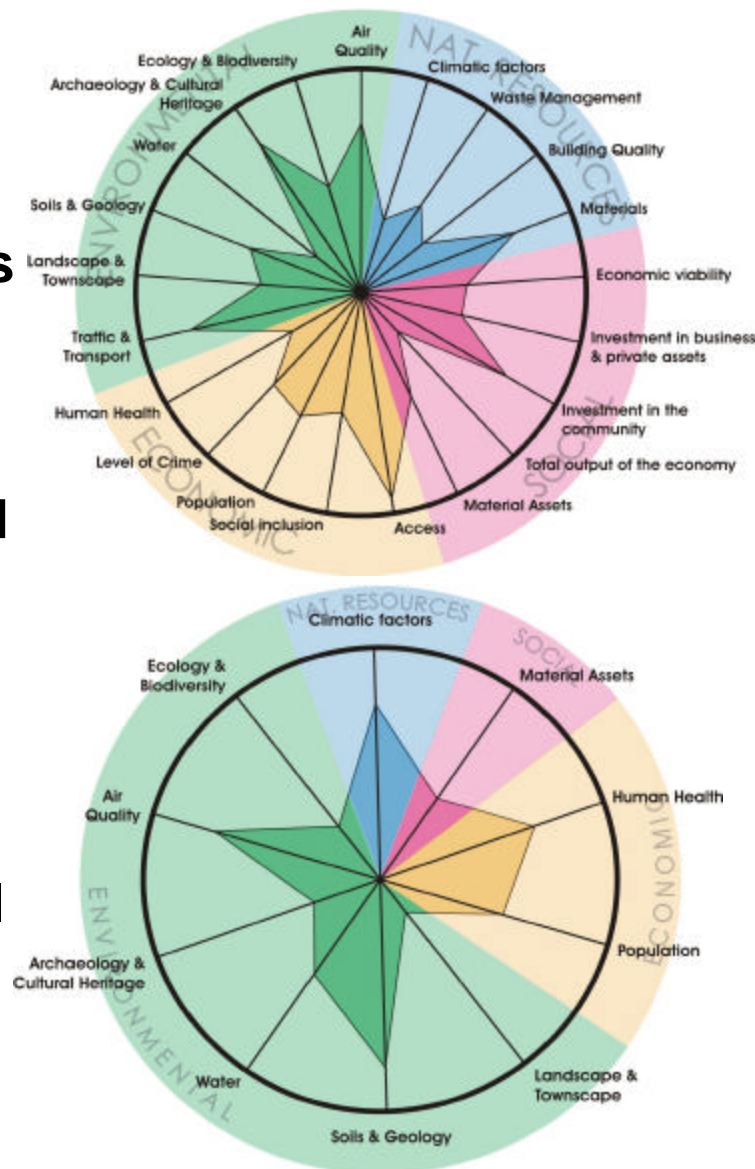 ENVIRONMENTAL
NAT. RESOURCES
SOCIAL
ECONOMIC
Air
Quality
Climatic factors
Waste Management
Building Quality
Materials
Economic viability
Investment in business
& private assets
Investment in the
community
Total output of the economy
Material Assets
Access
Social inclusion
Population
Level of Crime
Human Health
Traffic &
Transport
Landscape &
Townscape
Soils & Geology
Water
Archaeology & Cultural
Heritage
Ecology & Biodiversity
s
NAT. RESOURCES
SOCIAL
ECONOMIC
ENVIRONMENTAL
Climatic factors
Material Assets
Human Health
Population
Landscape &
Townscape
Soils & Geology
Water
Archaeology &
Cultural Heritage
Air
Quality
Ecology &
Biodiversity